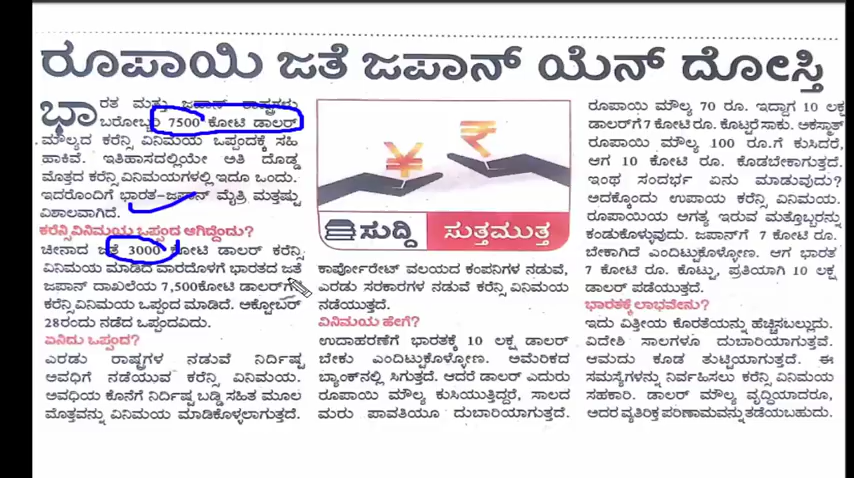 ರೂಪಾಯಿ ಜತೆ ಜಪಾನ್ ಯೆನ್ ದೋಸ್ತಿ
ಭಾರತ ಮತ್ತು ಜಪಾನ್ ರಾಷ್ಟ್ರಗಳು
ಬರೋಬ್ಬರಿ 7500 ಕೋಟಿ ಡಾಲರ್
ಮೌಲ್ಯದ ಕರೆನ್ಸಿ ವಿನಿಮಯ ಒಪ್ಪಂದಕ್ಕೆ ಸಹಿ
ಹಾಕಿವೆ. ಇತಿಹಾಸದಲ್ಲಿಯೇ ಅತಿ ದೊಡ್ಡ
ಮೊತ್ತದ ಕರೆನ್ಸಿ ವಿನಿಮಯಗಳಲ್ಲಿ ಇದೂ ಒಂದು.
ಇದರೊಂದಿಗೆ ಭಾರತ-ಜಪಾನ್ ಮೈತ್ರಿ ಮತ್ತಷ್ಟು
ವಿಶಾಲವಾಗಿದೆ.
ಕರೆನ್ಸಿ ವಿನಿಮಯ ಒಪ್ಪಂದ ಆಗಿದ್ದೆಂದು?
ಚೀನಾದ ಜತೆ 3000 ಕೋಟಿ ಡಾಲರ್ ಕರೆನ್ಸಿ
ವಿನಿಮಯ ಮಾಡಿದ ವಾರದೊಳಗೆ ಭಾರತದ ಜತೆ
ಜಪಾನ್ ದಾಖಲೆಯ 7,500ಕೋಟಿ ಡಾಲರ್‌ಗೆ
ಕರೆನ್ಸಿ ವಿನಿಮಯ ಒಪ್ಪಂದ ಮಾಡಿದೆ. ಅಕ್ಟೋಬರ್
28ರಂದು ನಡೆದ ಒಪ್ಪಂದವಿದು.
ಏನಿದು ಒಪ್ಪಂದ?
ಎರಡು ರಾಷ್ಟ್ರಗಳ ನಡುವೆ ನಿರ್ದಿಷ್ಟ
ಅವಧಿಗೆ ನಡೆಯುವ ಕರೆನ್ಸಿ ವಿನಿಮಯ.
ಅವಧಿಯ ಕೊನೆಗೆ ನಿರ್ದಿಷ್ಟ ಬಡ್ಡಿ ಸಹಿತ ಮೂಲ
ಮೊತ್ತವನ್ನು ವಿನಿಮಯ ಮಾಡಿಕೊಳ್ಳಲಾಗುತ್ತದೆ.
¥ ₹
ಸುದ್ದಿ ಸುತ್ತಮುತ್ತ
ಕಾರ್ಪೋರೇಟ್ ವಲಯದ ಕಂಪನಿಗಳ ನಡುವೆ,
ಎರಡು ಸರಕಾರಗಳ ನಡುವೆ ಕರೆನ್ಸಿ ವಿನಿಮಯ
ನಡೆಯುತ್ತದೆ.
ವಿನಿಮಯ ಹೇಗೆ?
ಉದಾಹರಣೆಗೆ ಭಾರತಕ್ಕೆ 10 ಲಕ್ಷ ಡಾಲರ್
ಬೇಕು ಎಂದಿಟ್ಟುಕೊಳ್ಳೋಣ. ಅಮೆರಿಕದ
ಬ್ಯಾಂಕ್‌ನಲ್ಲಿ ಸಿಗುತ್ತದೆ. ಆದರೆ ಡಾಲರ್ ಎದುರು
ರೂಪಾಯಿ ಮೌಲ್ಯ ಕುಸಿಯುತ್ತಿದ್ದರೆ, ಸಾಲದ
ಮರು ಪಾವತಿಯೂ ದುಬಾರಿಯಾಗುತ್ತದೆ.
ರೂಪಾಯಿ ಮೌಲ್ಯ 70 ರೂ. ಇದ್ದಾಗ 10 ಲಕ್ಷ
ಡಾಲರ್‌ಗೆ 7 ಕೋಟಿ ರೂ. ಕೊಟ್ಟರೆ ಸಾಕು. ಅಕಸ್ಮಾತ್
ರೂಪಾಯಿ ಮೌಲ್ಯ 100 ರೂ.ಗೆ ಕುಸಿದರೆ,
ಆಗ 10 ಕೋಟಿ ರೂ. ಕೊಡಬೇಕಾಗುತ್ತದೆ.
ಇಂಥ ಸಂದರ್ಭ ಏನು ಮಾಡುವುದು?
ಅದಕ್ಕೊಂದು ಉಪಾಯ ಕರೆನ್ಸಿ ವಿನಿಮಯ.
ರೂಪಾಯಿಯ ಅಗತ್ಯ ಇರುವ ಮತ್ತೊಬ್ಬರನ್ನು
ಕಂಡುಕೊಳ್ಳುವುದು. ಜಪಾನ್‌ಗೆ 7 ಕೋಟಿ ರೂ.
ಬೇಕಾಗಿದೆ ಎಂದಿಟ್ಟುಕೊಳ್ಳೋಣ. ಆಗ ಭಾರತ
7 ಕೋಟಿ ರೂ. ಕೊಟ್ಟು, ಪ್ರತಿಯಾಗಿ 10 ಲಕ್ಷ
ಡಾಲರ್ ಪಡೆಯುತ್ತದೆ.
ಭಾರತಕ್ಕೆ ಲಾಭವೇನು?
ಇದು ವಿತ್ತೀಯ ಕೊರತೆಯನ್ನು ಹೆಚ್ಚಿಸಬಲ್ಲುದು.
ವಿದೇಶಿ ಸಾಲಗಳೂ ದುಬಾರಿಯಾಗುತ್ತವೆ.
ಆಮದು ಕೂಡ ತುಟ್ಟಿಯಾಗುತ್ತದೆ. ಈ
ಸಮಸ್ಯೆಗಳನ್ನು ನಿರ್ವಹಿಸಲು ಕರೆನ್ಸಿ ವಿನಿಮಯ
ಸಹಕಾರಿ. ಡಾಲರ್ ಮೌಲ್ಯ ವೃದ್ಧಿಯಾದರೂ,
ಅದರ ವ್ಯತಿರಿಕ್ತ ಪರಿಣಾಮವನ್ನು ತಡೆಯಬಹುದು.